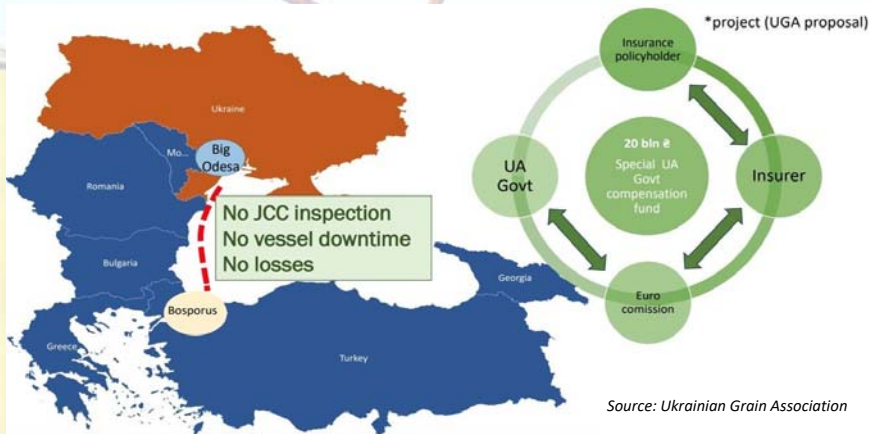 *project (UGA proposal)
Ukraine
Mo...
Big
Odesa
Romania
No JCC inspection
No vessel downtime
No losses
Bulgaria
Georgia
Bosporus
Greece
Turkey
Insurance
policyholder
UA
Govt
20 bln ₴
Special UA
Govt
compensation
fund
Insurer
Euro
comission
Source: Ukrainian Grain Association